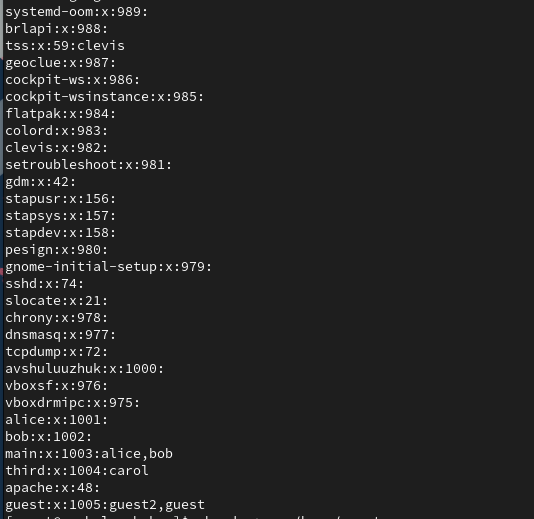 systemd-oom:x:989:
brlapi:x:988:
tss:x:59:clevis
geoclue:x:987:
cockpit-ws:x:986:
cockpit-wsinstance:x:985:
flatpak:x:984:
colord:x:983:
clevis:x:982:
setroubleshoot:x:981:
gdm:x:42:
stapusr:x:156:
stapsys:x:157:
stapdev:x:158:
pesign:x:980:
gnome-initial-setup:x:979:
sshd:x:74:
slocate:x:21:
chrony:x:978:
dnsmasq:x:977:
tcpdump:x:72:
avshuluuzhuk:x:1000:
vboxsf:x:976:
vboxdrmipc:x:975:
alice:x:1001:
bob:x:1002:
main:x:1003:alice,bob
third:x:1004:carol
apache:x:48:
guest:x:1005:guest2,guest